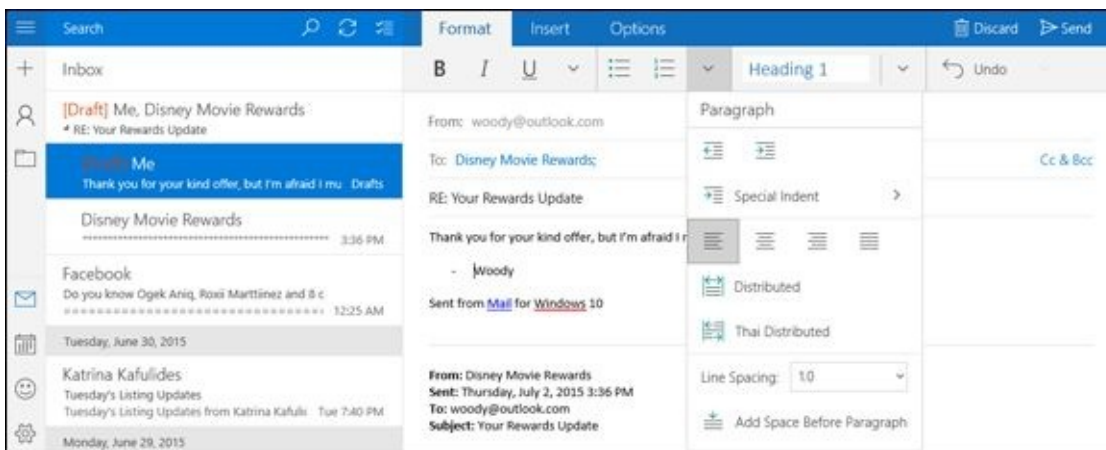 Search
Format Insert Options
Discard Send
Inbox
B I U
Heading 1
Undo
[Draft] Me, Disney Movie Rewards
RE: Your Rewards Update
[Draft] Me
Thank you for your kind offer, but I'm afraid I mu Drafts
Disney Movie Rewards
3:36 PM
Facebook
Do you know Ogek Aniq, Roxii Marttiinez and 8 c
12:25 AM
Tuesday, June 30, 2015
Katrina Kafulides
Tuesday's Listing Updates
Tuesday's Listing Updates from Katrina Kafuli Tue 7:40 PM
Monday, June 29, 2015
From: woody@outlook.com
To: Disney Movie Rewards;
Cc & Bcc
RE: Your Rewards Update
Thank you for your kind offer, but I'm afraid I
- Woody
Sent from Mail for Windows 10
From: Disney Movie Rewards
Sent: Thursday, July 2, 2015 3:36 PM
To: woody@outlook.com
Subject: Your Rewards Update
Paragraph
Special Indent
Distributed
Thai Distributed
Line Spacing: 1.0
Add Space Before Paragraph